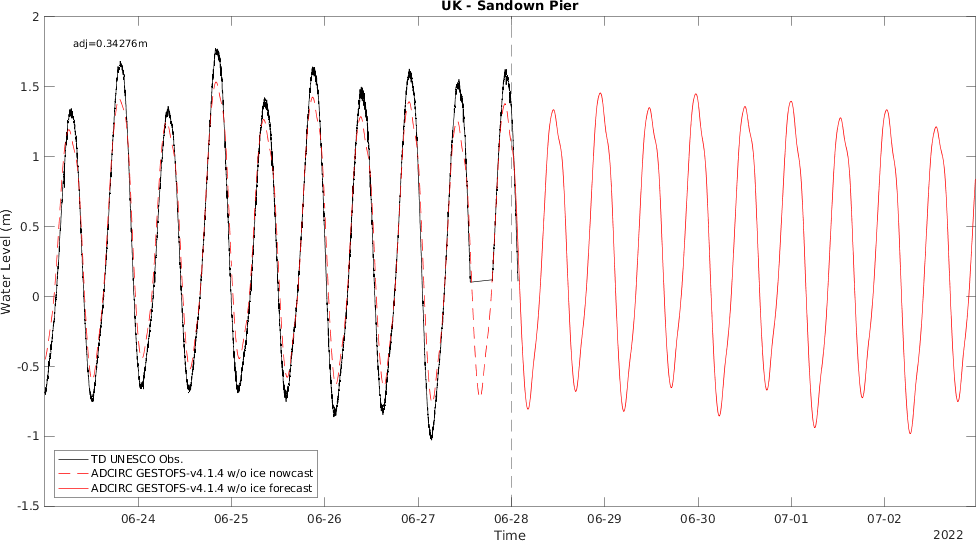 UK - Sandown Pier
adj=0.34276m
Water Level (m)
2
1.5
1
0.5
0
-0.5
-1
-1.5
TD UNESCO Obs.
ADCIRC GESTOFS-v4.1.4 w/o ice nowcast
ADCIRC GESTOFS-v4.1.4 w/o ice forecast
06-24 06-25 06-26 06-27 06-28 06-29 06-30 07-01 07-02
Time
2022